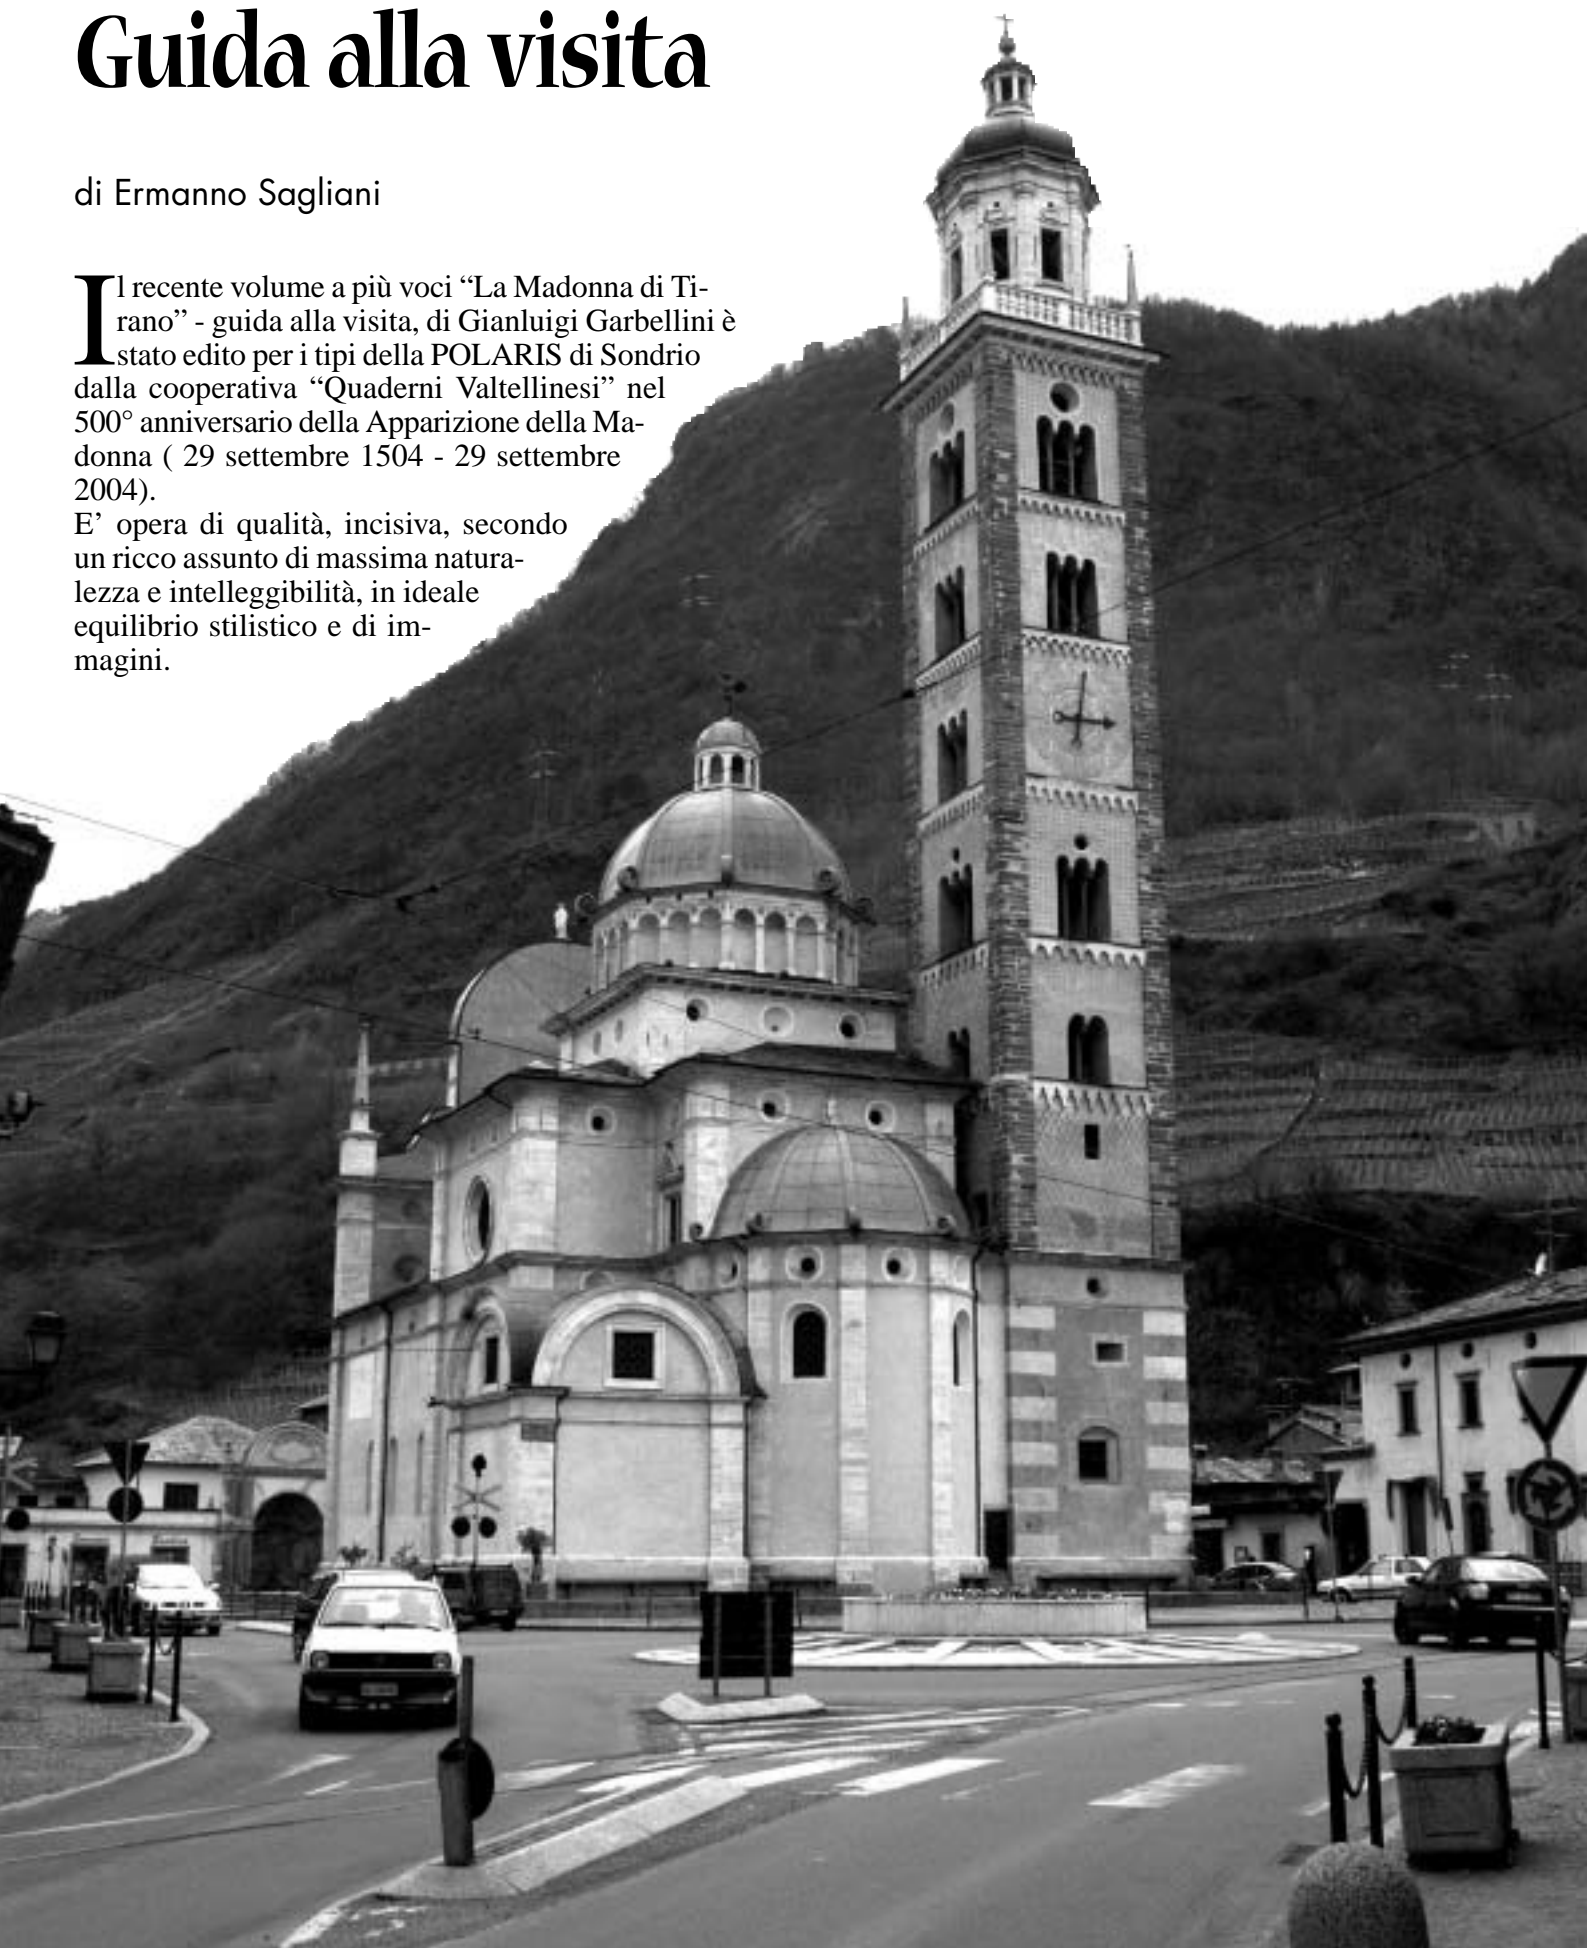 Guida alla visita
di Ermanno Sagliani
Il recente volume a più voci “La Madonna di Ti-
rano” - guida alla visita, di Gianluigi Garbellini è
stato edito per i tipi della POLARIS di Sondrio
dalla cooperativa “Quaderni Valtellinesi” nel
500° anniversario della Apparizione della Ma-
donna ( 29 settembre 1504 - 29 settembre
2004).
E’ opera di qualità, incisiva, secondo
un ricco assunto di massima natura-
lezza e intelleggibilità, in ideale
equilibrio stilistico e di im-
magini.